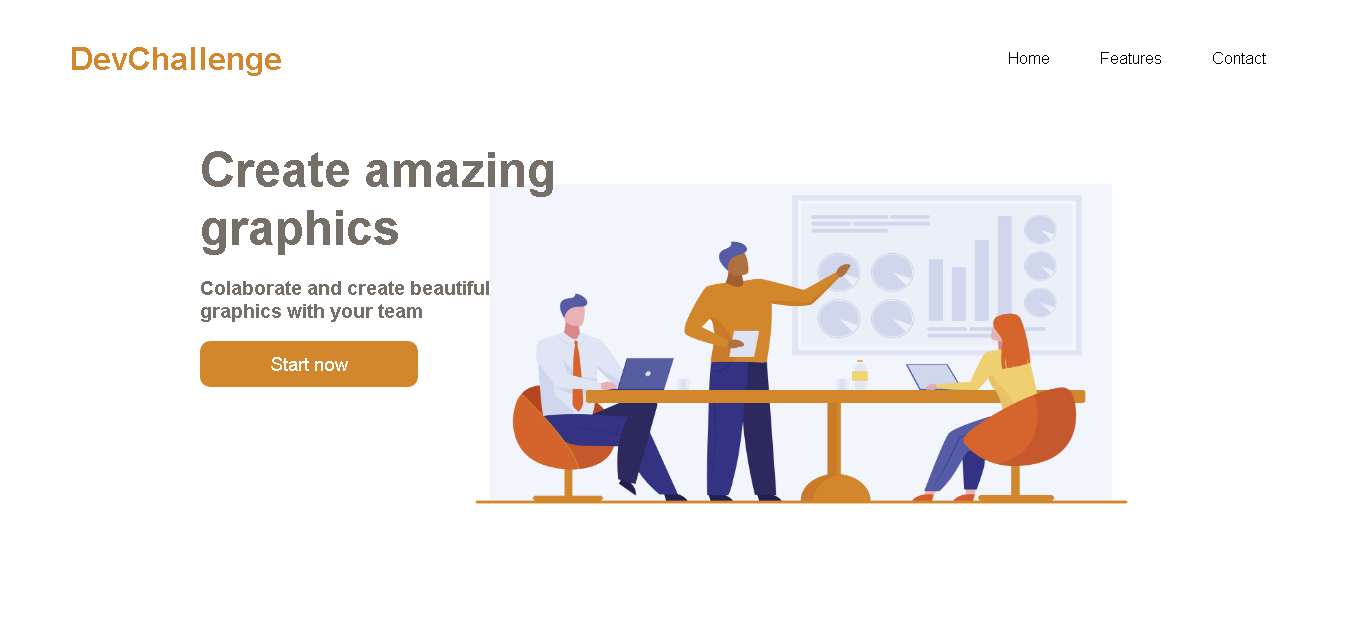 DevChallenge
Home Features Contact
Create amazing
graphics
Colaborate and create beautiful
graphics with your team
Start now